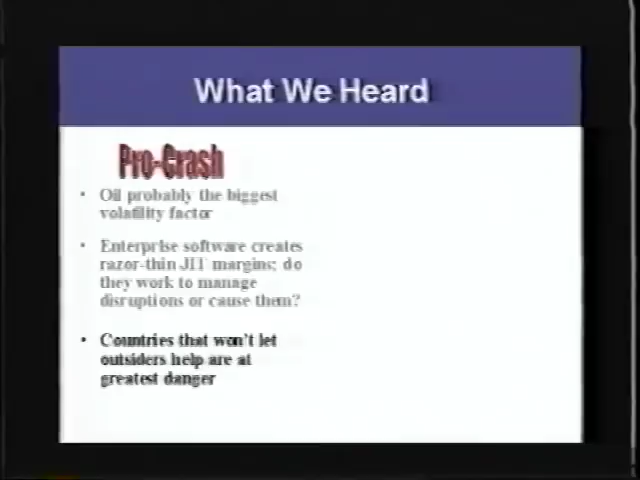 What We Heard
Pro-Crash
• Oil probably the biggest
volatility factor
• Enterprise software creates
razor-thin JIT margins; do
they work to manage
disruptions or cause them?
• Countries that won't let
outsiders help are at
greatest danger